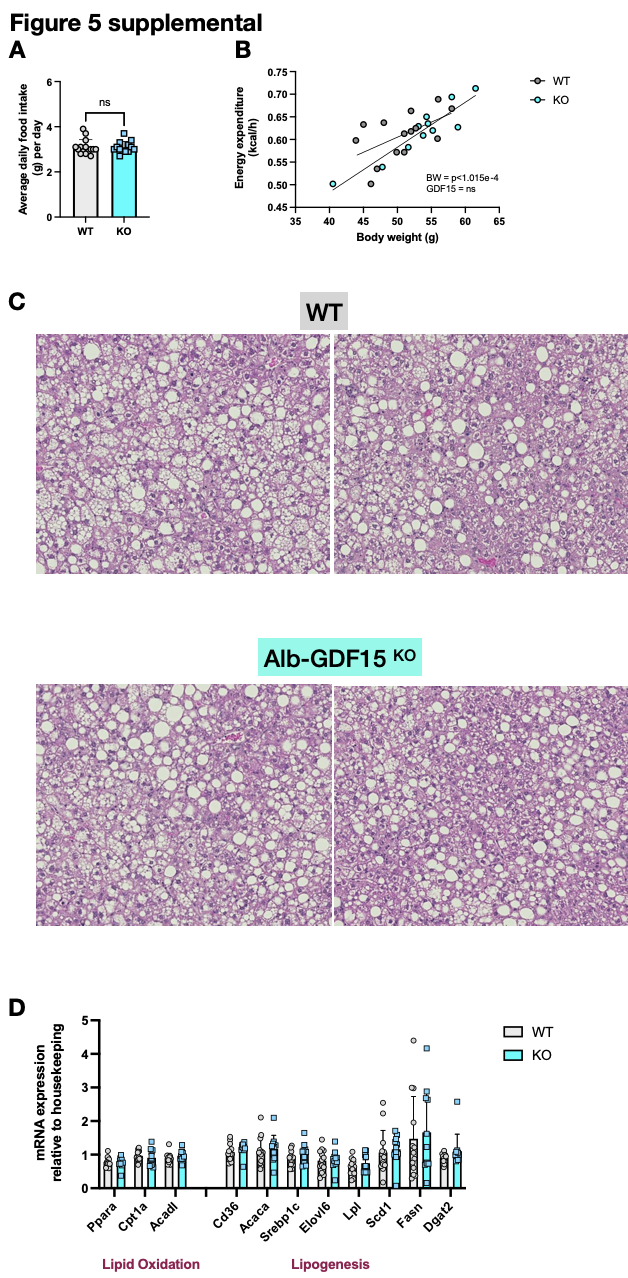 Figure 5 supplemental
A
Average daily food intake
(g) per day
6
4
2
0
ns
WT
KO
B
Energy expenditure
(kcal/h)
0.75
0.70
0.65
0.60
0.55
0.50
0.45
35
40
45
50
55
60
65
Body weight (g)
BW = p<1.015e-4
GDF15 = ns
WT
KO
C
WT
Alb-GDF15 KO
D
mRNA expression
relative to housekeeping
5
4
3
2
1
0
Ppara
Cpt1a
Acadl
Cd36
Acaca
Srebp1c
Elovl6
Lpl
Scd1
Fasn
Dgat2
Lipid Oxidation
Lipogenesis
WT
KO